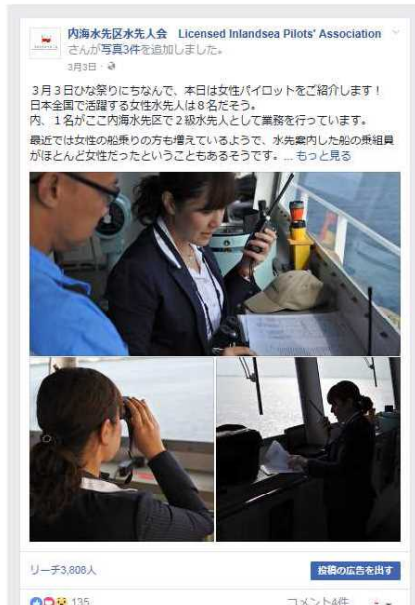 内海水先区水先人会　Licensed Inlandsea Pilots' Association
さんが写真3件を追加しました。
3月3日
３月３日ひな祭りにちなんで、本日は女性パイロットをご紹介します！
日本全国で活躍する女性水先人は８名だそう。
内、１名がここ内海水先区で２級水先人として業務を行っています。
最近では女性の船乗りの方も増えているようで、水先案内した船の乗組員
がほとんど女性だったということもあるそうです。... もっと見る
リーチ3,808人
投稿の広告を出す
135
コメント4件